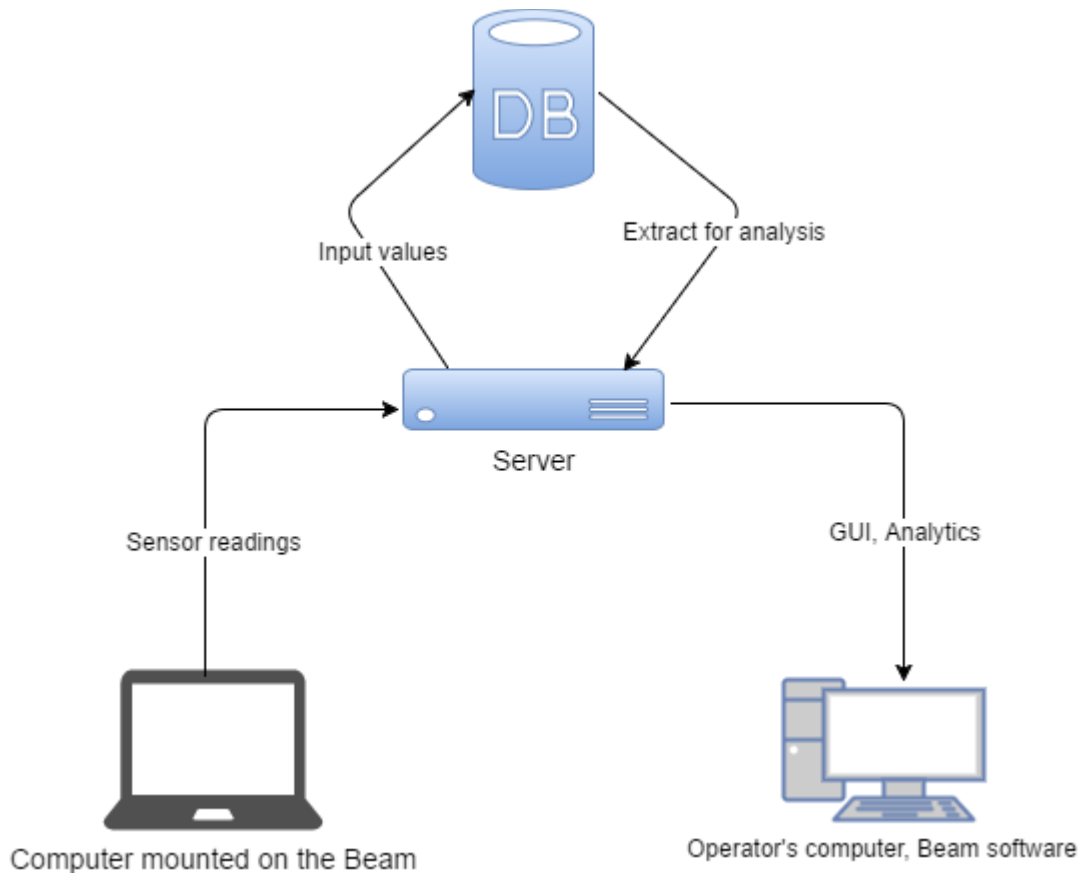 DB
Input values
Extract for analysis
Server
Sensor readings
GUI, Analytics
Computer mounted on the Beam
Operator's computer, Beam software